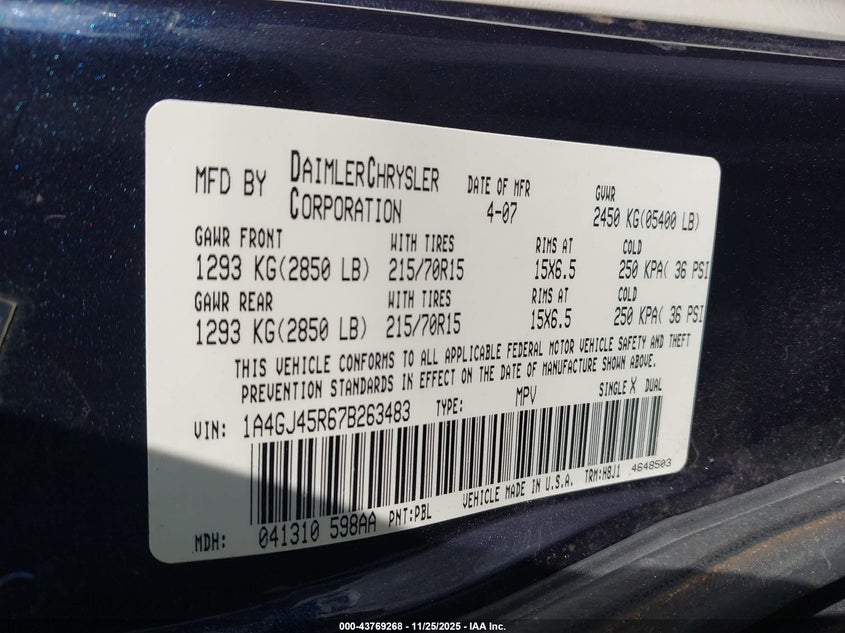 MFD BY DAIMLERCHRYSLER CORPORATION DATE OF MFR 4-07 GVWR 2450 KG(05400 LB)
GAWR FRONT WITH TIRES RIMS AT COLD
1293 KG(2850 LB) 215/70R15 15X6.5 250 KPA( 36 PSI
GAWR REAR WITH TIRES RIMS AT COLD
1293 KG(2850 LB) 215/70R15 15X6.5 250 KPA( 36 PSI
THIS VEHICLE CONFORMS TO ALL APPLICABLE FEDERAL MOTOR VEHICLE SAFETY AND THEFT
PREVENTION STANDARDS IN EFFECT ON THE DATE OF MANUFACTURE SHOWN ABOVE.
VIN: 1A4GJ45R67B263483 TYPE: MPV SINGLE X DUAL
VEHICLE MADE IN U.S.A. TRM:H8J1 4648503
MDH: 041310 598AA PNT:PBL
000-43769268 - 11/25/2025 - IAA Inc.